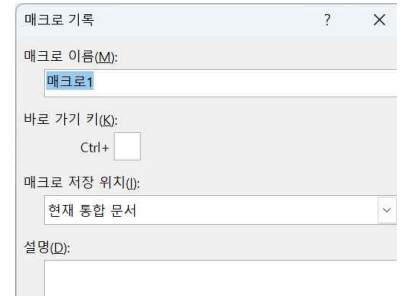 매크로 기록 ? ×
매크로 이름(M):
매크로1
바로 가기 키(K):
Ctrl+
매크로 저장 위치(I):
현재 통합 문서
설명(D):